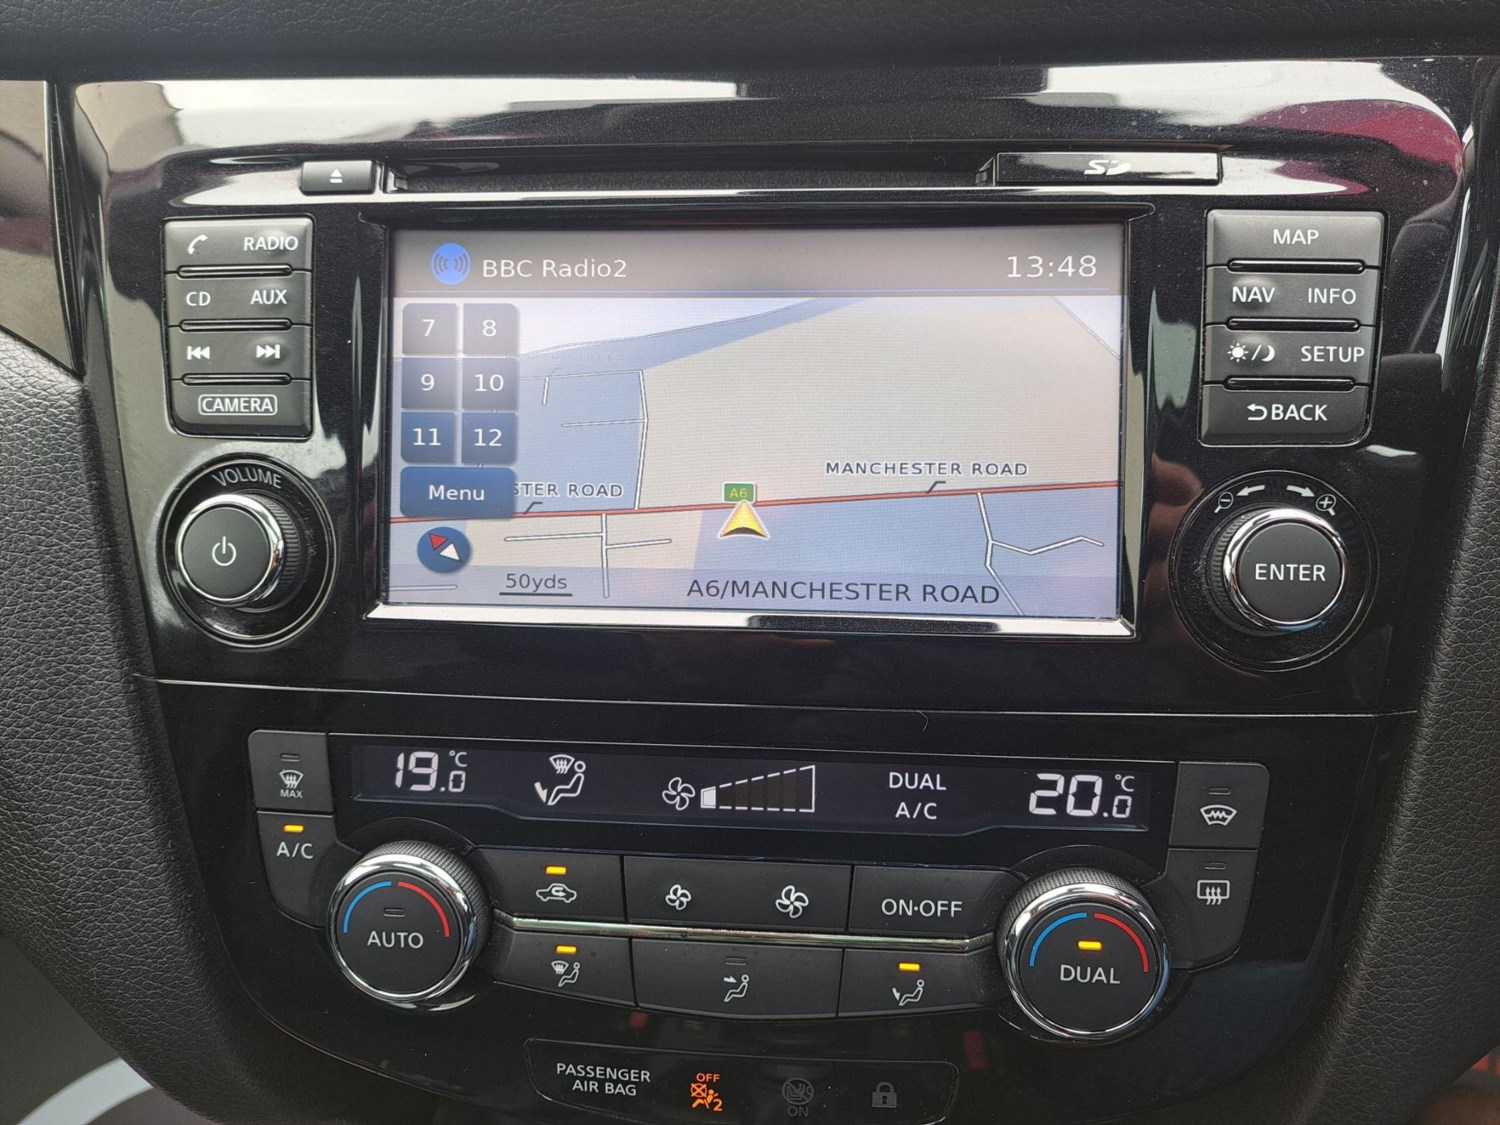 SD
RADIO
CD AUX
CAMERA
VOLUME
BBC Radio2
13:48
7 8
9 10
11 12
Menu
STER ROAD
A6
MANCHESTER ROAD
50yds
A6/MANCHESTER ROAD
MAP
NAV INFO
SETUP
BACK
ENTER
MAX
19.0 °C
DUAL
A/C
20.0 °C
A/C
AUTO
ON·OFF
DUAL
PASSENGER
AIR BAG
OFF
2
ON